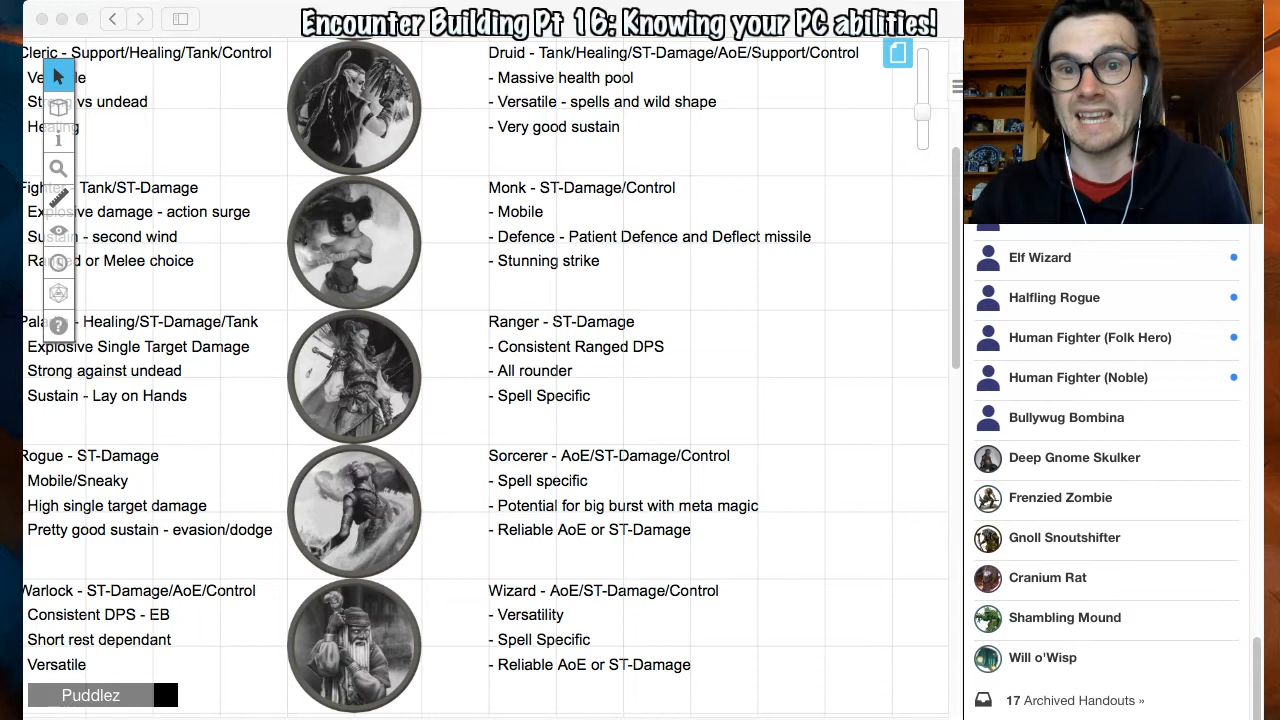 Encounter Building Pt 16: Knowing your PC abilities!
Cleric - Support/Healing/Tank/Control
Strong vs undead
Healing
Druid - Tank/Healing/ST-Damage/AoE/Support/Control
- Massive health pool
- Versatile - spells and wild shape
- Very good sustain
Fighter - Tank/ST-Damage
Explosive damage - action surge
Sustain - second wind
Ranged or Melee choice
Monk - ST-Damage/Control
- Mobile
- Defence - Patient Defence and Deflect missile
- Stunning strike
- Healing/ST-Damage/Tank
Explosive Single Target Damage
Strong against undead
Sustain - Lay on Hands
Ranger - ST-Damage
- Consistent Ranged DPS
- All rounder
- Spell Specific
Rogue - ST-Damage
Mobile/Sneaky
High single target damage
Pretty good sustain - evasion/dodge
Sorcerer - AoE/ST-Damage/Control
- Spell specific
- Potential for big burst with meta magic
- Reliable AoE or ST-Damage
Warlock - ST-Damage/AoE/Control
Consistent DPS - EB
Short rest dependant
Versatile
Wizard - AoE/ST-Damage/Control
- Versatility
- Spell Specific
- Reliable AoE or ST-Damage
Puddlez
Elf Wizard
Halfling Rogue
Human Fighter (Folk Hero)
Human Fighter (Noble)
Bullywug Bombina
Deep Gnome Skulker
Frenzied Zombie
Gnoll Snoutshifter
Cranium Rat
Shambling Mound
Will o'Wisp
17 Archived Handouts »